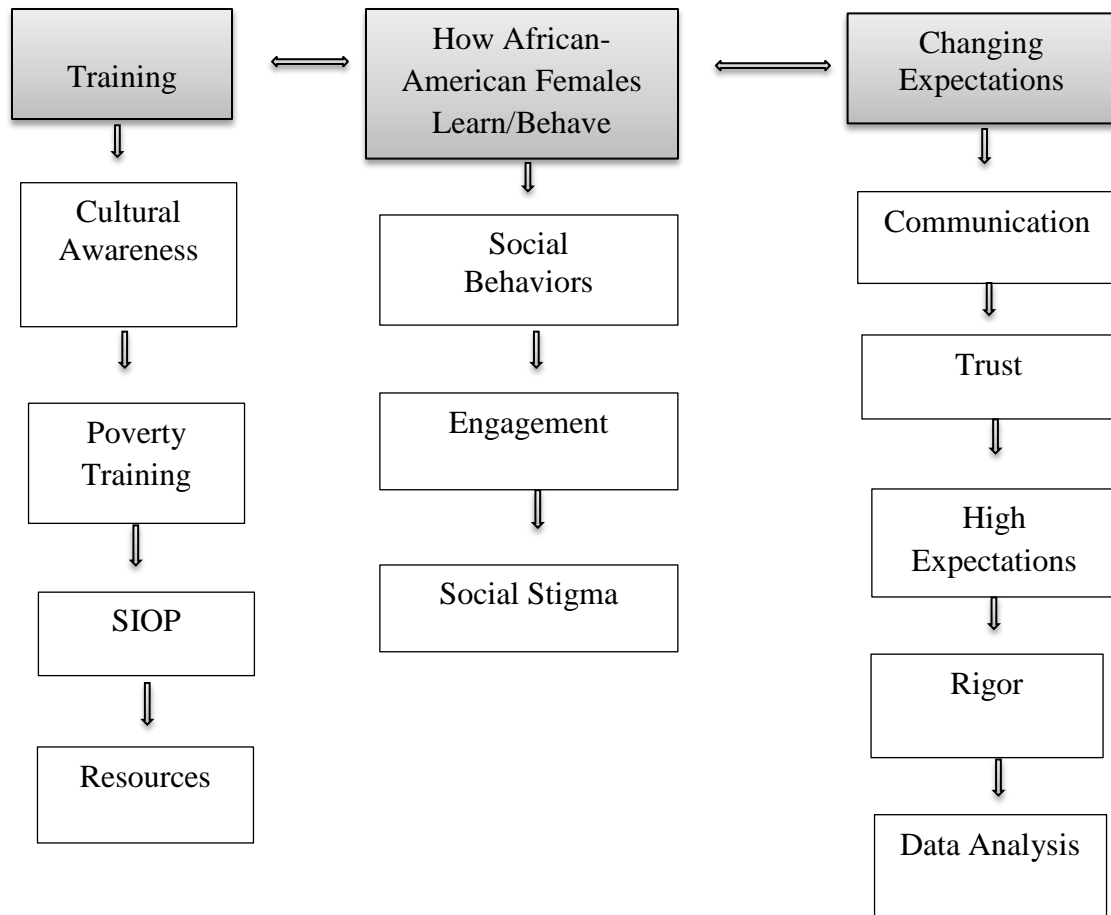 Training
How African-
American Females
Learn/Behave
Changing
Expectations
Cultural
Awareness
Poverty
Training
SIOP
Resources
Social
Behaviors
Engagement
Social Stigma
Communication
Trust
High
Expectations
Rigor
Data Analysis